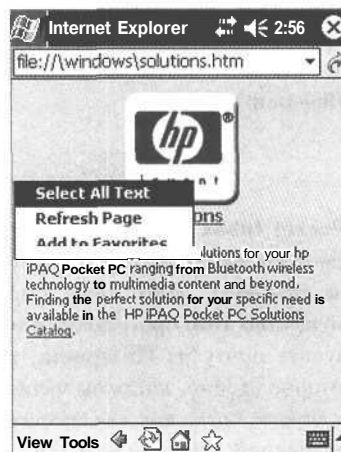 Internet Explorer 2:56
file://\windows\solutions.htm
hp
invent
Select All Text
Refresh Page
Add to Favorites
ons
lutions for your hp
iPAQ Pocket PC ranging from Bluetooth wireless
technology to multimedia content and beyond.
Finding the perfect solution for your specific need is
available in the HP iPAQ Pocket PC Solutions
Catalog.
View Tools